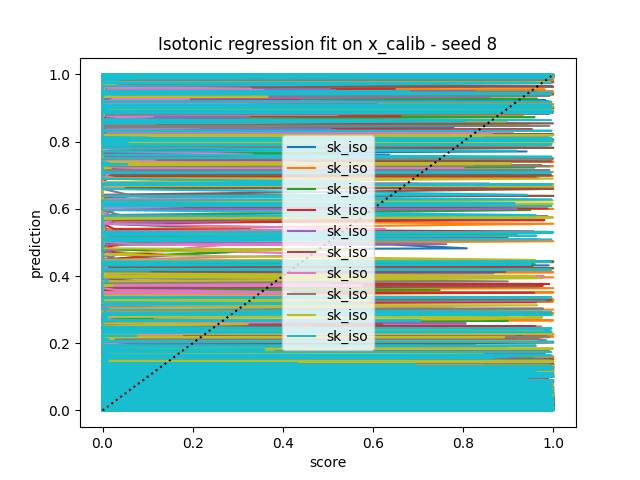 Isotonic regression fit on x_calib - seed 8
1.0
0.8
0.6
0.4
0.2
0.0
prediction
sk_iso
sk_iso
sk_iso
sk_iso
sk_iso
sk_iso
sk_iso
sk_iso
sk_iso
sk_iso
0.0 0.2 0.4 0.6 0.8 1.0
score